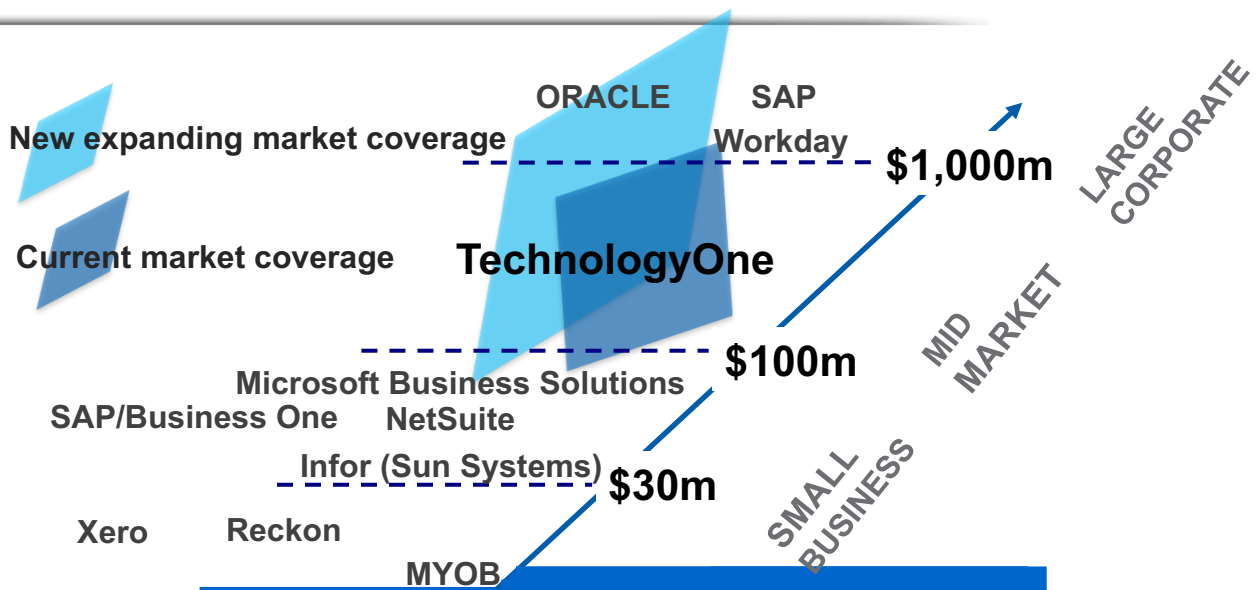 ORACLE
SAP
New expanding market coverage
Workday
$1,000m
LARGE
CORPORATE
Current market coverage
TechnologyOne
MID
MARKET
$100m
Microsoft Business Solutions
SAP/Business One
NetSuite
Infor (Sun Systems)
$30m
SMALL
BUSINESS
Xero
Reckon
MYOB